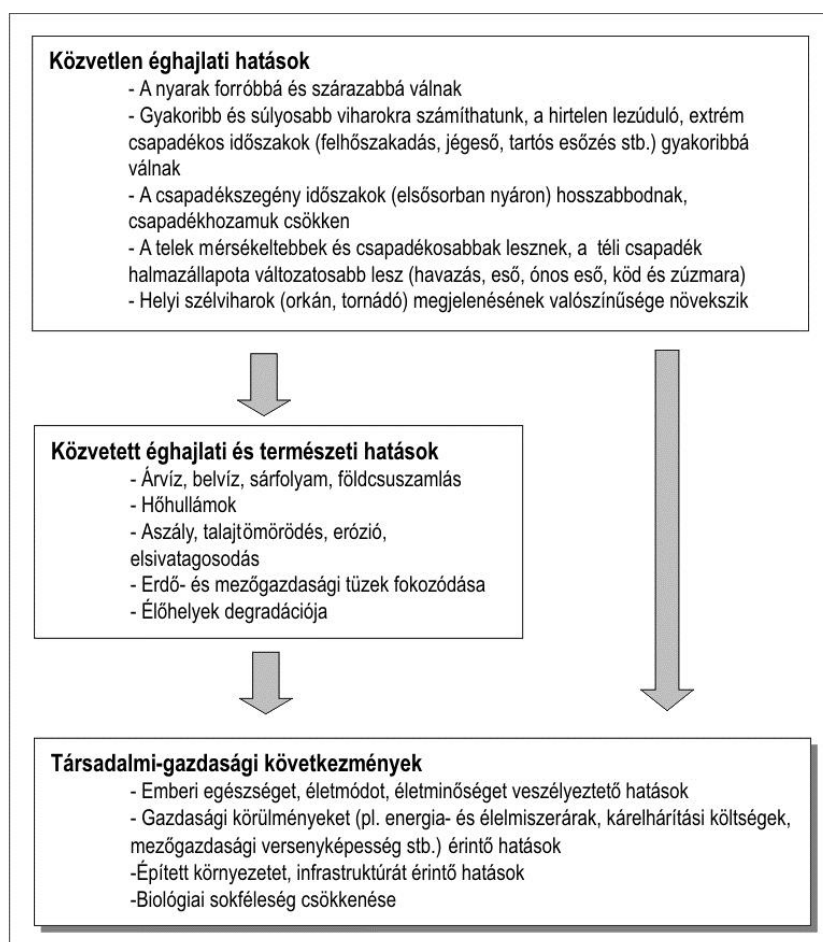 Közvetlen éghajlati hatások
- A nyarak forróbbá és szárazabbá válnak
- Gyakoribb és súlyosabb viharokra számíthatunk, a hirtelen lezúduló, extrém
csapadékos időszakok (felhőszakadás, jégeső, tartós esőzés stb.) gyakoribbá
válnak
- A csapadékszegény időszakok (elsősorban nyáron) hosszabbodnak,
csapadékhozamuk csökken
- A telek mérsékeltebbek és csapadékosabbak lesznek, a téli csapadék
halmazállapota változatosabb lesz (havazás, eső, ónos eső, köd és zúzmara)
- Helyi szélviharok (orkán, tornádó) megjelenésének valószínűsége növekszik
Közvetett éghajlati és természeti hatások
- Árvíz, belvíz, sárfolyam, földcsuszamlás
- Hőhullámok
- Aszály, talajtömörödés, erózió,
elsivatagosodás
- Erdő- és mezőgazdasági tüzek fokozódása
- Élőhelyek degradációja
Társadalmi-gazdasági következmények
- Emberi egészséget, életmódot, életminőséget veszélyeztető hatások
- Gazdasági körülményeket (pl. energia- és élelmiszerárak, kárelhárítási költségek,
mezőgazdasági versenyképesség stb.) érintő hatások
-Épített környezetet, infrastruktúrát érintő hatások
-Biológiai sokféleség csökkenése